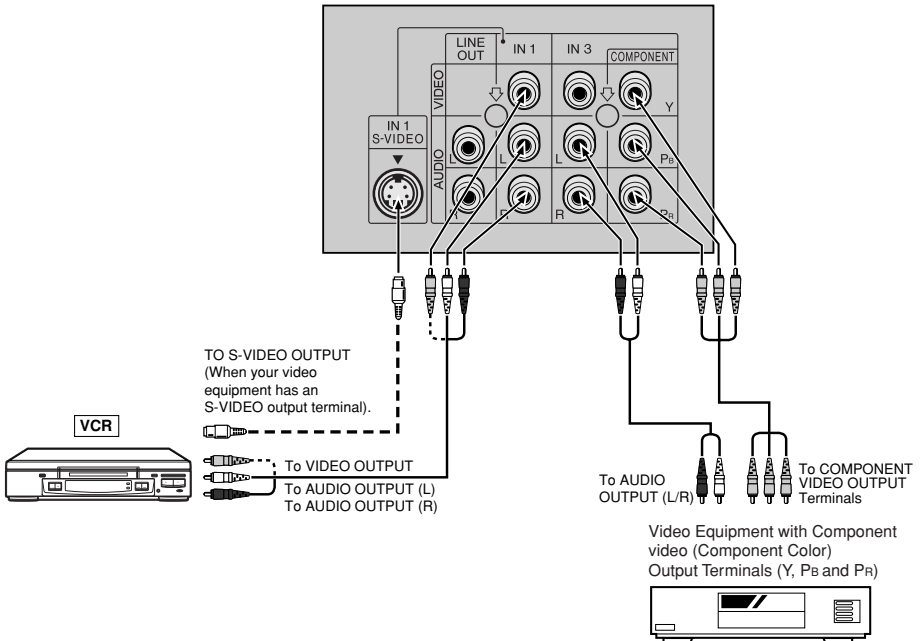 LINE
OUT
IN 1
IN 3
COMPONENT
VIDEO
Y
IN 1
S-VIDEO
AUDIO
L
L
L
PB
R
R
R
PR
TO S-VIDEO OUTPUT
(When your video
equipment has an
S-VIDEO output terminal).
VCR
To VIDEO OUTPUT
To AUDIO OUTPUT (L)
To AUDIO OUTPUT (R)
To AUDIO
OUTPUT (L/R)
To COMPONENT
VIDEO OUTPUT
Terminals
Video Equipment with Component
video (Component Color)
Output Terminals (Y, PB and PR)